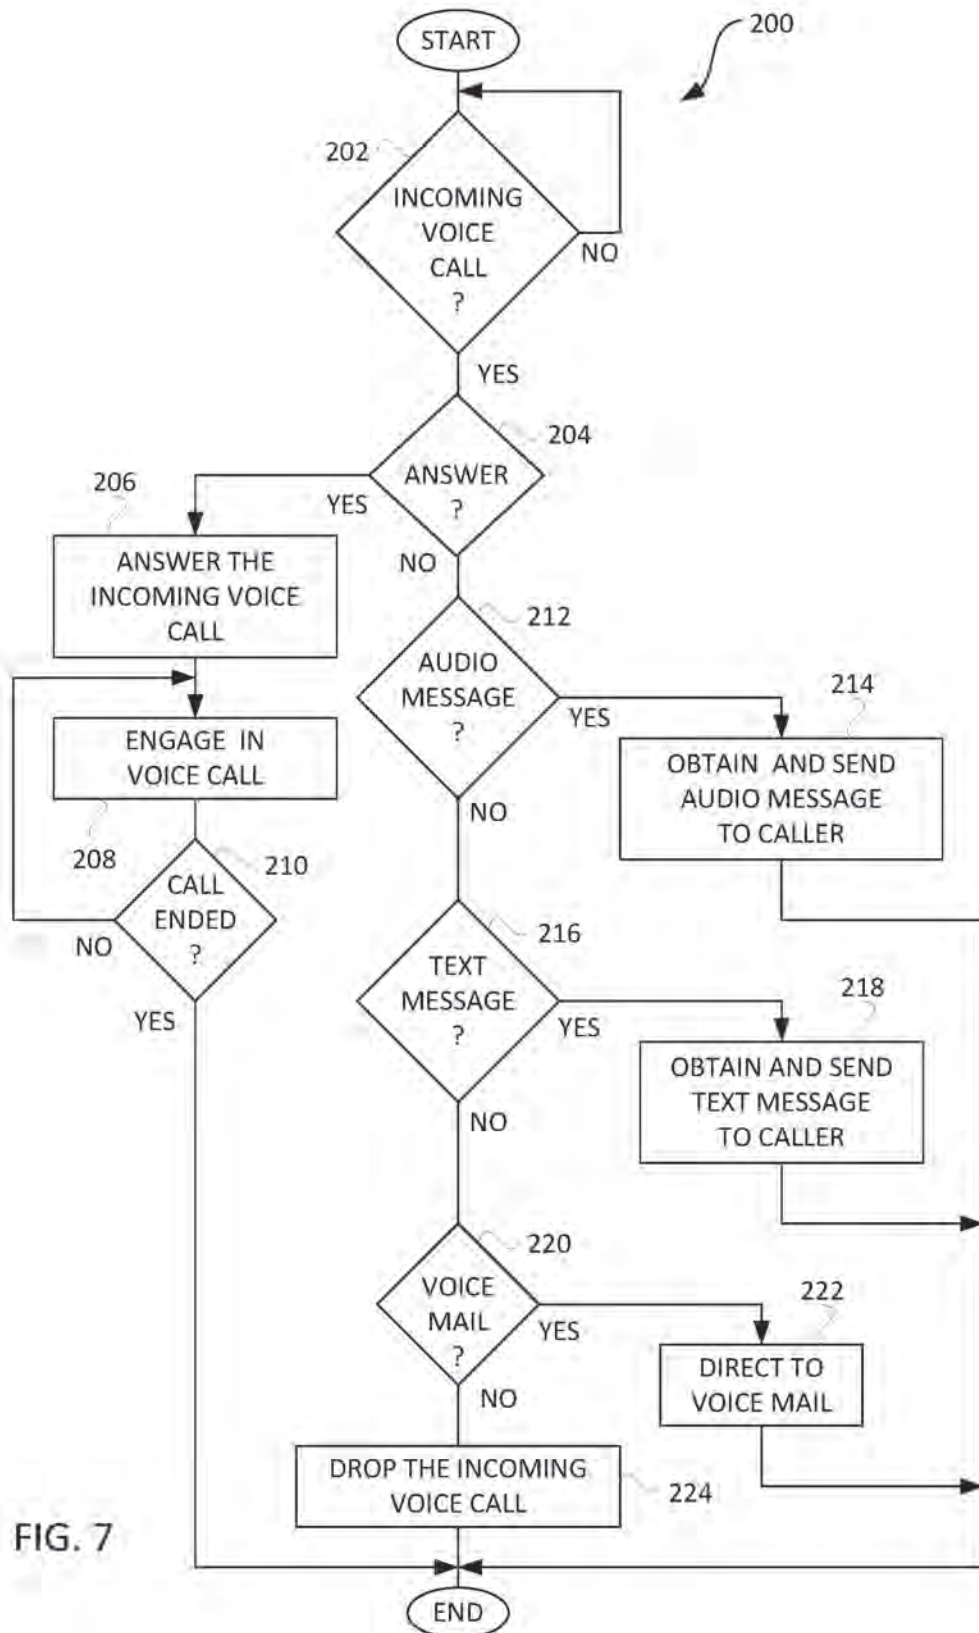 START
200
202
INCOMING
VOICE
CALL
?
NO
YES
204
ANSWER
?
YES
NO
206
ANSWER THE
INCOMING VOICE
CALL
212
AUDIO
MESSAGE
?
YES
NO
214
OBTAIN AND SEND
AUDIO MESSAGE
TO CALLER
ENGAGE IN
VOICE CALL
208
210
CALL
ENDED
?
NO
YES
216
TEXT
MESSAGE
?
YES
NO
218
OBTAIN AND SEND
TEXT MESSAGE
TO CALLER
220
VOICE
MAIL
?
YES
NO
222
DIRECT TO
VOICE MAIL
DROP THE INCOMING
VOICE CALL
224
FIG. 7
END